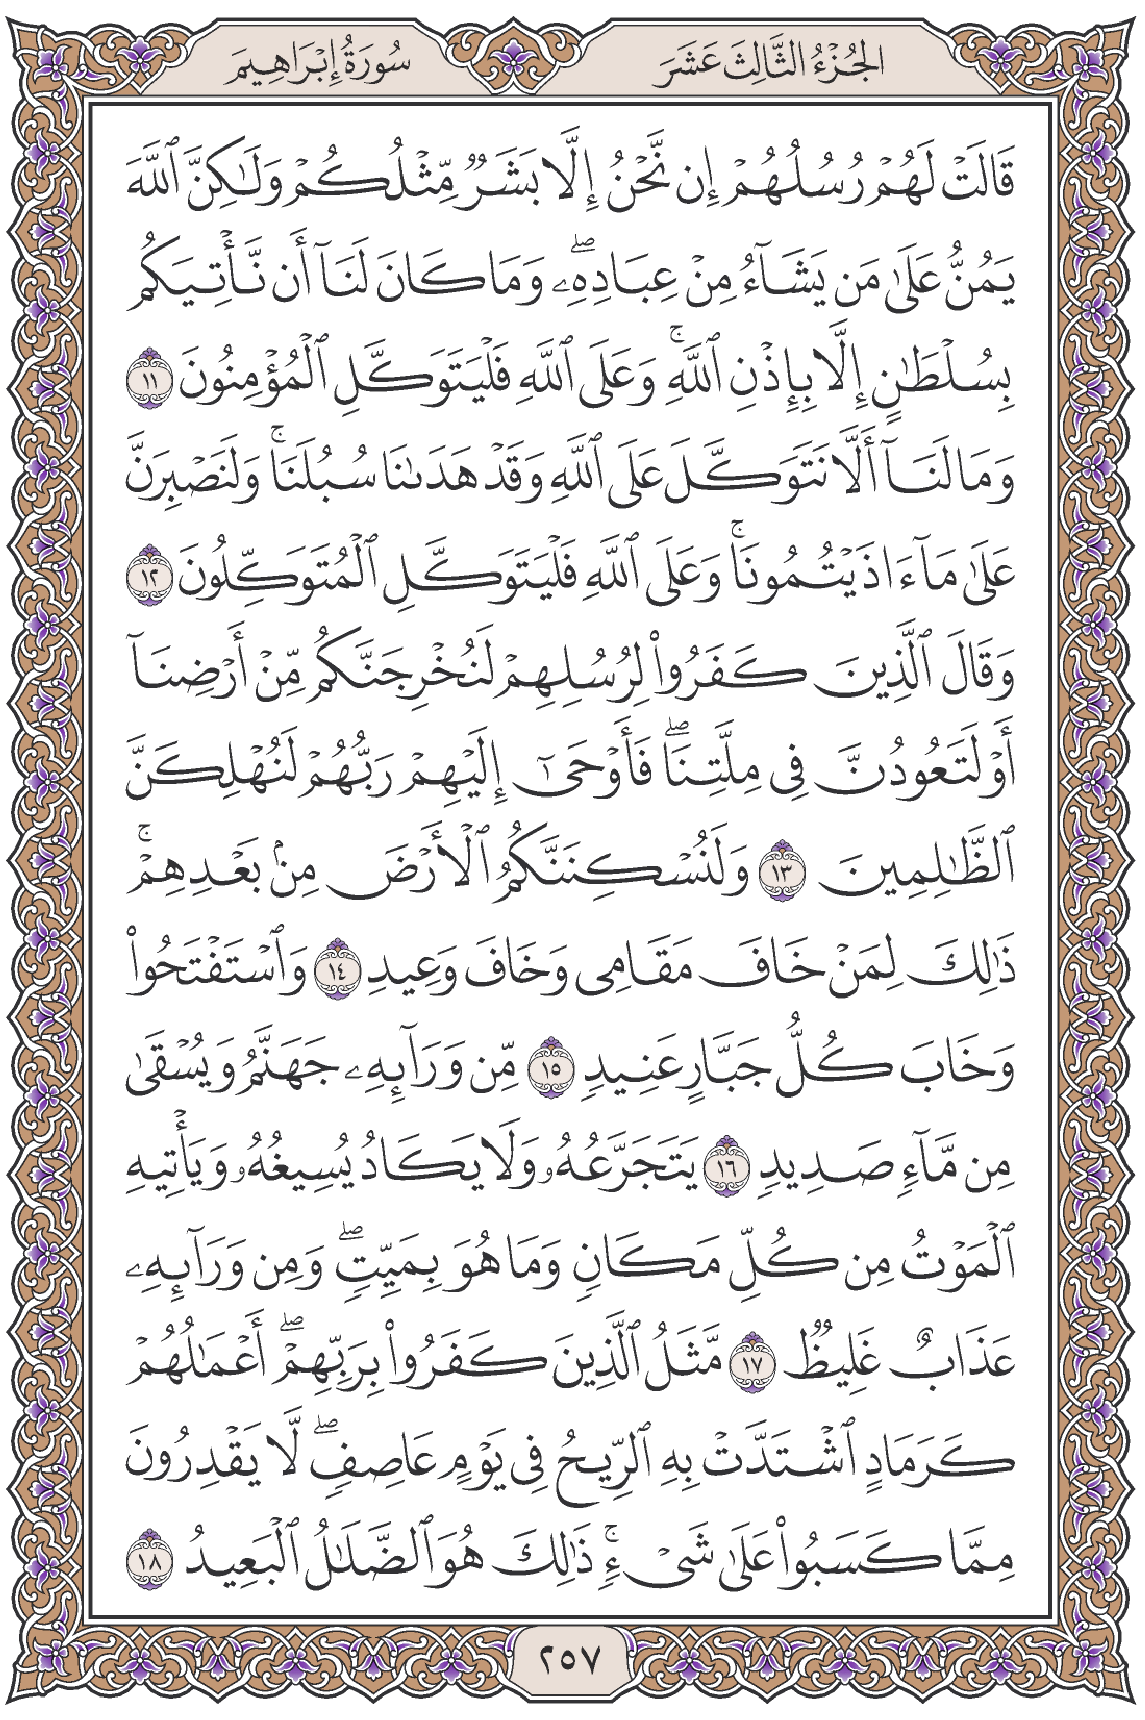 الجُزْءُ الثَّالِثَ عَشَرَ
سُورَةُ إِبْرَاهِيمَ
قَالَتْ لَهُمْ رُسُلُهُمْ إِن نَّحْنُ إِلَّا بَشَرٌ مِّثْلُكُمْ وَلَٰكِنَّ ٱللَّهَ
يَمُنُّ عَلَىٰ مَن يَشَآءُ مِنْ عِبَادِهِۦۖ وَمَا كَانَ لَنَآ أَن نَّأْتِيَكُم
بِسُلْطَٰنٍ إِلَّا بِإِذْنِ ٱللَّهِۚ وَعَلَى ٱللَّهِ فَلْيَتَوَكَّلِ ٱلْمُؤْمِنُونَ ١١
وَمَا لَنَآ أَلَّا نَتَوَكَّلَ عَلَى ٱللَّهِ وَقَدْ هَدَىٰنَا سُبُلَنَاۚ وَلَنَصْبِرَنَّ
عَلَىٰ مَآ ءَاذَيْتُمُونَاۚ وَعَلَى ٱللَّهِ فَلْيَتَوَكَّلِ ٱلْمُتَوَكِّلُونَ ١٢
وَقَالَ ٱلَّذِينَ كَفَرُوا۟ لِرُسُلِهِمْ لَنُخْرِجَنَّكُم مِّنْ أَرْضِنَآ
أَوْ لَتَعُودُنَّ فِى مِلَّتِنَاۖ فَأَوْحَىٰٓ إِلَيْهِمْ رَبُّهُمْ لَنُهْلِكَنَّ
ٱلظَّٰلِمِينَ ١٣ وَلَنُسْكِنَنَّكُمُ ٱلْأَرْضَ مِنۢ بَعْدِهِمْۚ
ذَٰلِكَ لِمَنْ خَافَ مَقَامِى وَخَافَ وَعِيدِ ١٤ وَٱسْتَفْتَحُوا۟
وَخَابَ كُلُّ جَبَّارٍ عَنِيدٍ ١٥ مِّن وَرَآئِهِۦ جَهَنَّمُ وَيُسْقَىٰ
مِن مَّآءٍ صَدِيدٍ ١٦ يَتَجَرَّعُهُۥ وَلَا يَكَادُ يُسِيغُهُۥ وَيَأْتِيهِ
ٱلْمَوْتُ مِن كُلِّ مَكَانٍ وَمَا هُوَ بِمَيِّتٍۖ وَمِن وَرَآئِهِۦ
عَذَابٌ غَلِيظٌ ١٧ مَّثَلُ ٱلَّذِينَ كَفَرُوا۟ بِرَبِّهِمْۖ أَعْمَٰلُهُمْ
كَرَمَادٍ ٱشْتَدَّتْ بِهِ ٱلرِّيحُ فِى يَوْمٍ عَاصِفٍۖ لَّا يَقْدِرُونَ
مِمَّا كَسَبُوا۟ عَلَىٰ شَىْءٍۚ ذَٰلِكَ هُوَ ٱلضَّلَٰلُ ٱلْبَعِيدُ ١٨
٢٥٧